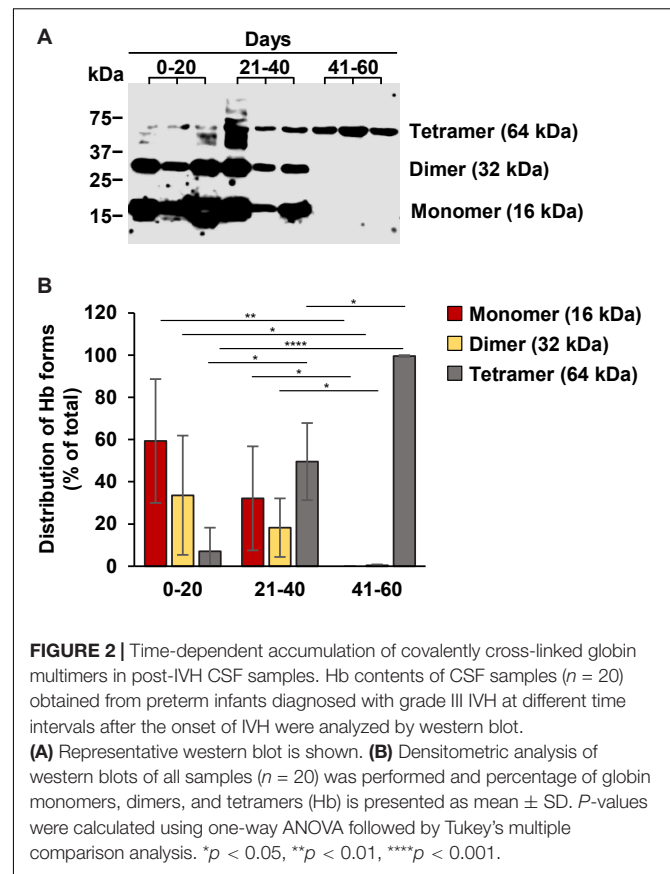 A
Days
0-20 21-40 41-60
kDa
75–
37–
25–
15–
Tetramer (64 kDa)
Dimer (32 kDa)
Monomer (16 kDa)
B
120
100
80
60
40
20
0
Distribution of Hb forms
(% of total)
** * **** * * * *
0-20 21-40 41-60
Monomer (16 kDa)
Dimer (32 kDa)
Tetramer (64 kDa)
FIGURE 2 | Time-dependent accumulation of covalently cross-linked globin
multimers in post-IVH CSF samples. Hb contents of CSF samples (n = 20)
obtained from preterm infants diagnosed with grade III IVH at different time
intervals after the onset of IVH were analyzed by western blot.
(A) Representative western blot is shown. (B) Densitometric analysis of
western blots of all samples (n = 20) was performed and percentage of globin
monomers, dimers, and tetramers (Hb) is presented as mean ± SD. P-values
were calculated using one-way ANOVA followed by Tukey's multiple
comparison analysis. *p < 0.05, **p < 0.01, ****p < 0.001.